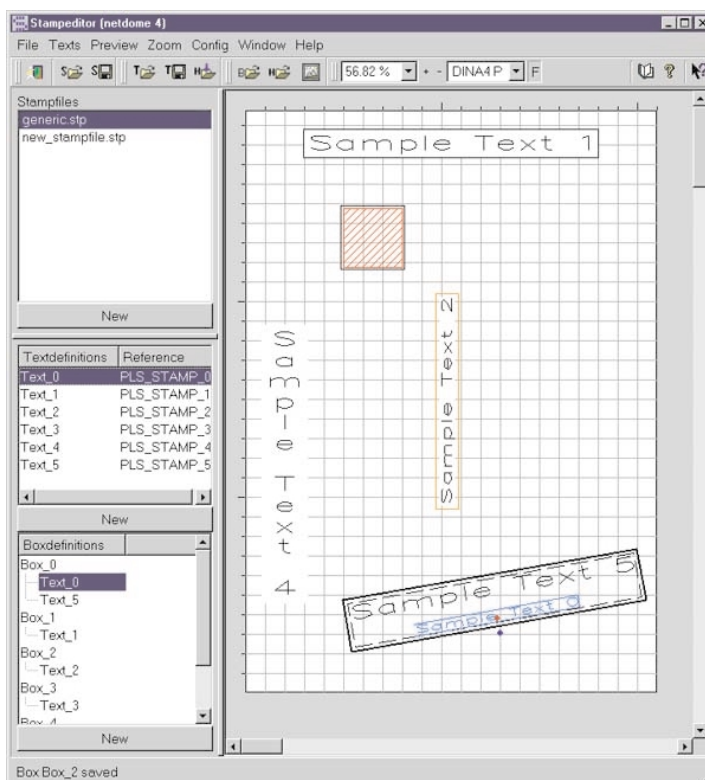 Stampeditor (netdome 4)
File Texts Preview Zoom Config Window Help
56.82 % + - DINA4 P F
Stampfiles
generic.stp
new_stampfile.stp
New
Textdefinitions Reference
Text_0 PLS_STAMP_0
Text_1 PLS_STAMP_1
Text_2 PLS_STAMP_2
Text_3 PLS_STAMP_3
Text_4 PLS_STAMP_4
Text_5 PLS_STAMP_5
New
Boxdefinitions
Box_0
Text_0
Text_5
Box_1
Text_1
Box_2
Text_2
Box_3
Text_3
Box_4
New
Sample Text 1
Sample Text 2
Sample Text 4
Sample Text 5
Sample Text 0
Box Box_2 saved